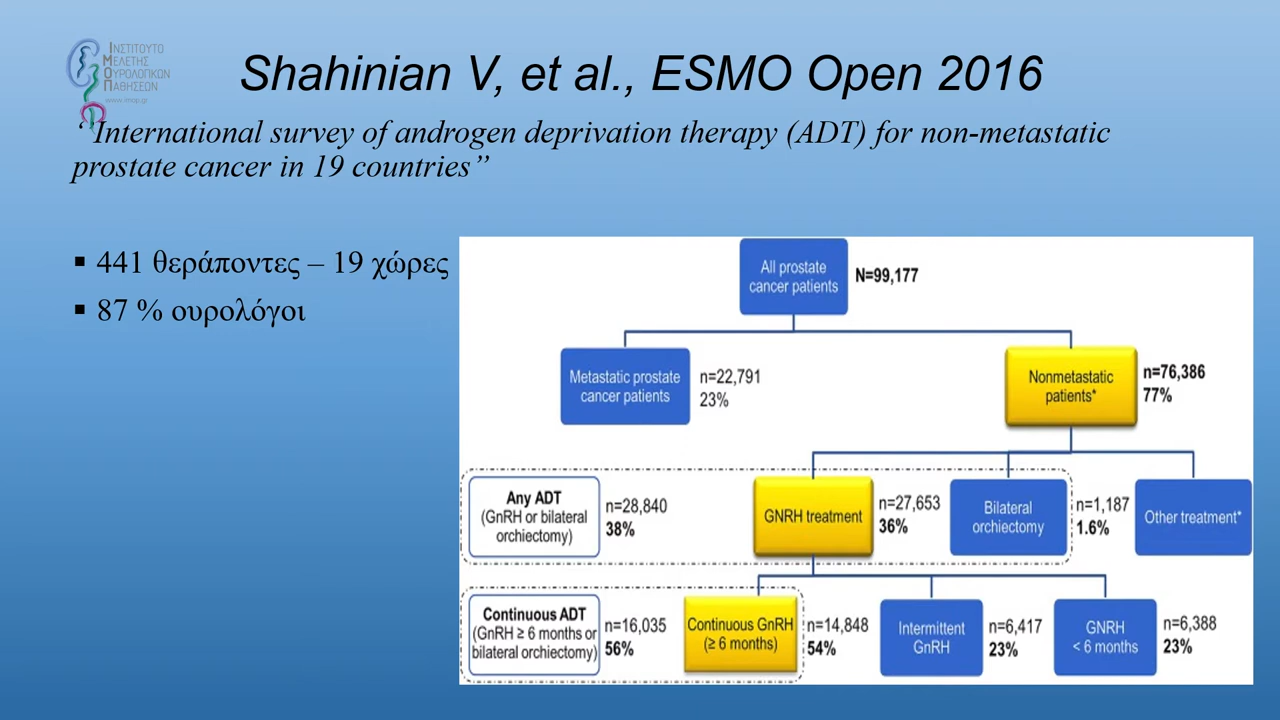 ΙΝΣΤΙΤΟΥΤΟ
ΜΕΛΕΤΗΣ
ΟΥΡΟΛΟΓΙΚΩΝ
ΠΑΘΗΣΕΩΝ
www.imop.gr
Shahinian V, et al., ESMO Open 2016
“International survey of androgen deprivation therapy (ADT) for non-metastatic
prostate cancer in 19 countries”
▪ 441 θεράποντες – 19 χώρες
▪ 87 % ουρολόγοι
All prostate
cancer patients
N=99,177
Metastatic prostate
cancer patients
n=22,791
23%
Nonmetastatic
patients*
n=76,386
77%
Any ADT
(GnRH or bilateral
orchiectomy)
n=28,840
38%
GNRH treatment
n=27,653
36%
Bilateral
orchiectomy
n=1,187
1.6%
Other treatment*
Continuous ADT
(GnRH ≥ 6 months or
bilateral orchiectomy)
n=16,035
56%
Continuous GnRH
(≥ 6 months)
n=14,848
54%
Intermittent
GnRH
n=6,417
23%
GNRH
< 6 months
n=6,388
23%